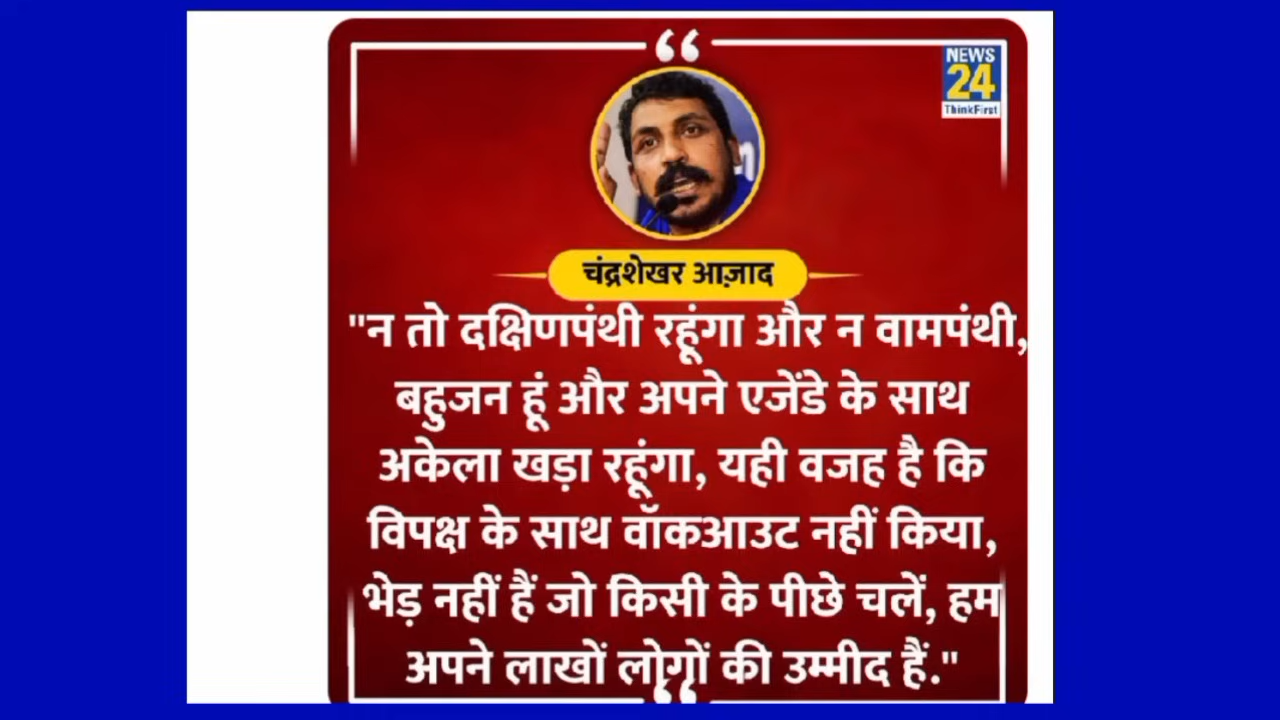 NEWS
24
ThinkFirst
चंद्रशेखर आज़ाद
"न तो दक्षिणपंथी रहूंगा और न वामपंथी,
बहुजन हूं और अपने एजेंडे के साथ
अकेला खड़ा रहूंगा, यही वजह है कि
विपक्ष के साथ वॉकआउट नहीं किया,
भेड़ नहीं हैं जो किसी के पीछे चलें, हम
अपने लाखों लोगों की उम्मीद हैं."